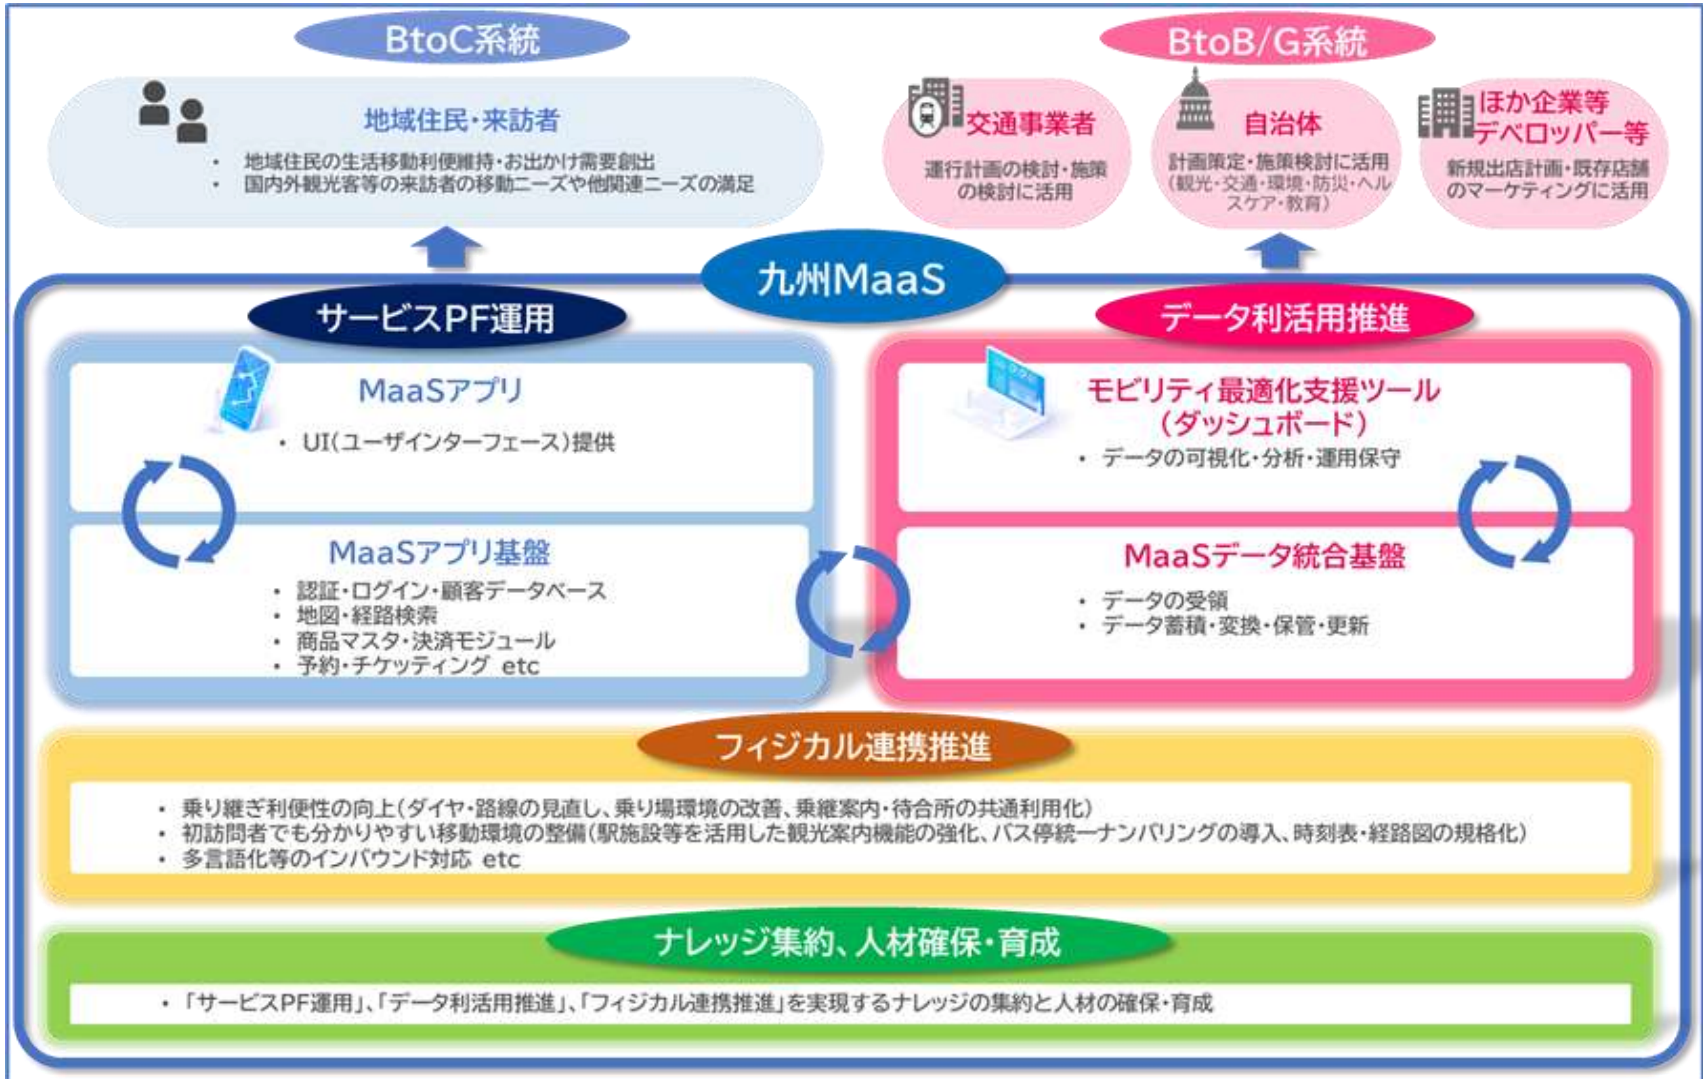 BtoC系統
地域住民・来訪者
・ 地域住民の生活移動利便維持・お出かけ需要創出
・ 国内外観光客等の来訪者の移動ニーズや他関連ニーズの満足
BtoB/G系統
交通事業者
運行計画の検討・施策
の検討に活用
自治体
計画策定・施策検討に活用
（観光・交通・環境・防災・ヘル
スケア・教育）
ほか企業等
デベロッパー等
新規出店計画・既存店舗
のマーケティングに活用
九州MaaS
サービスPF運用
MaaSアプリ
・ UI(ユーザインターフェース)提供
MaaSアプリ基盤
・ 認証・ログイン・顧客データベース
・ 地図・経路検索
・ 商品マスタ・決済モジュール
・ 予約・チケッティング etc
データ利活用推進
モビリティ最適化支援ツール
（ダッシュボード）
・ データの可視化・分析・運用保守
MaaSデータ統合基盤
・ データの受領
・ データ蓄積・変換・保管・更新
フィジカル連携推進
・ 乗り継ぎ利便性の向上（ダイヤ・路線の見直し、乗り場環境の改善、乗継案内・待合所の共通利用化）
・ 初訪問者でも分かりやすい移動環境の整備（駅施設等を活用した観光案内機能の強化、バス停統一ナンバリングの導入、時刻表・経路図の規格化）
・ 多言語化等のインバウンド対応 etc
ナレッジ集約、人材確保・育成
・ 「サービスPF運用」、「データ利活用推進」、「フィジカル連携推進」を実現するナレッジの集約と人材の確保・育成